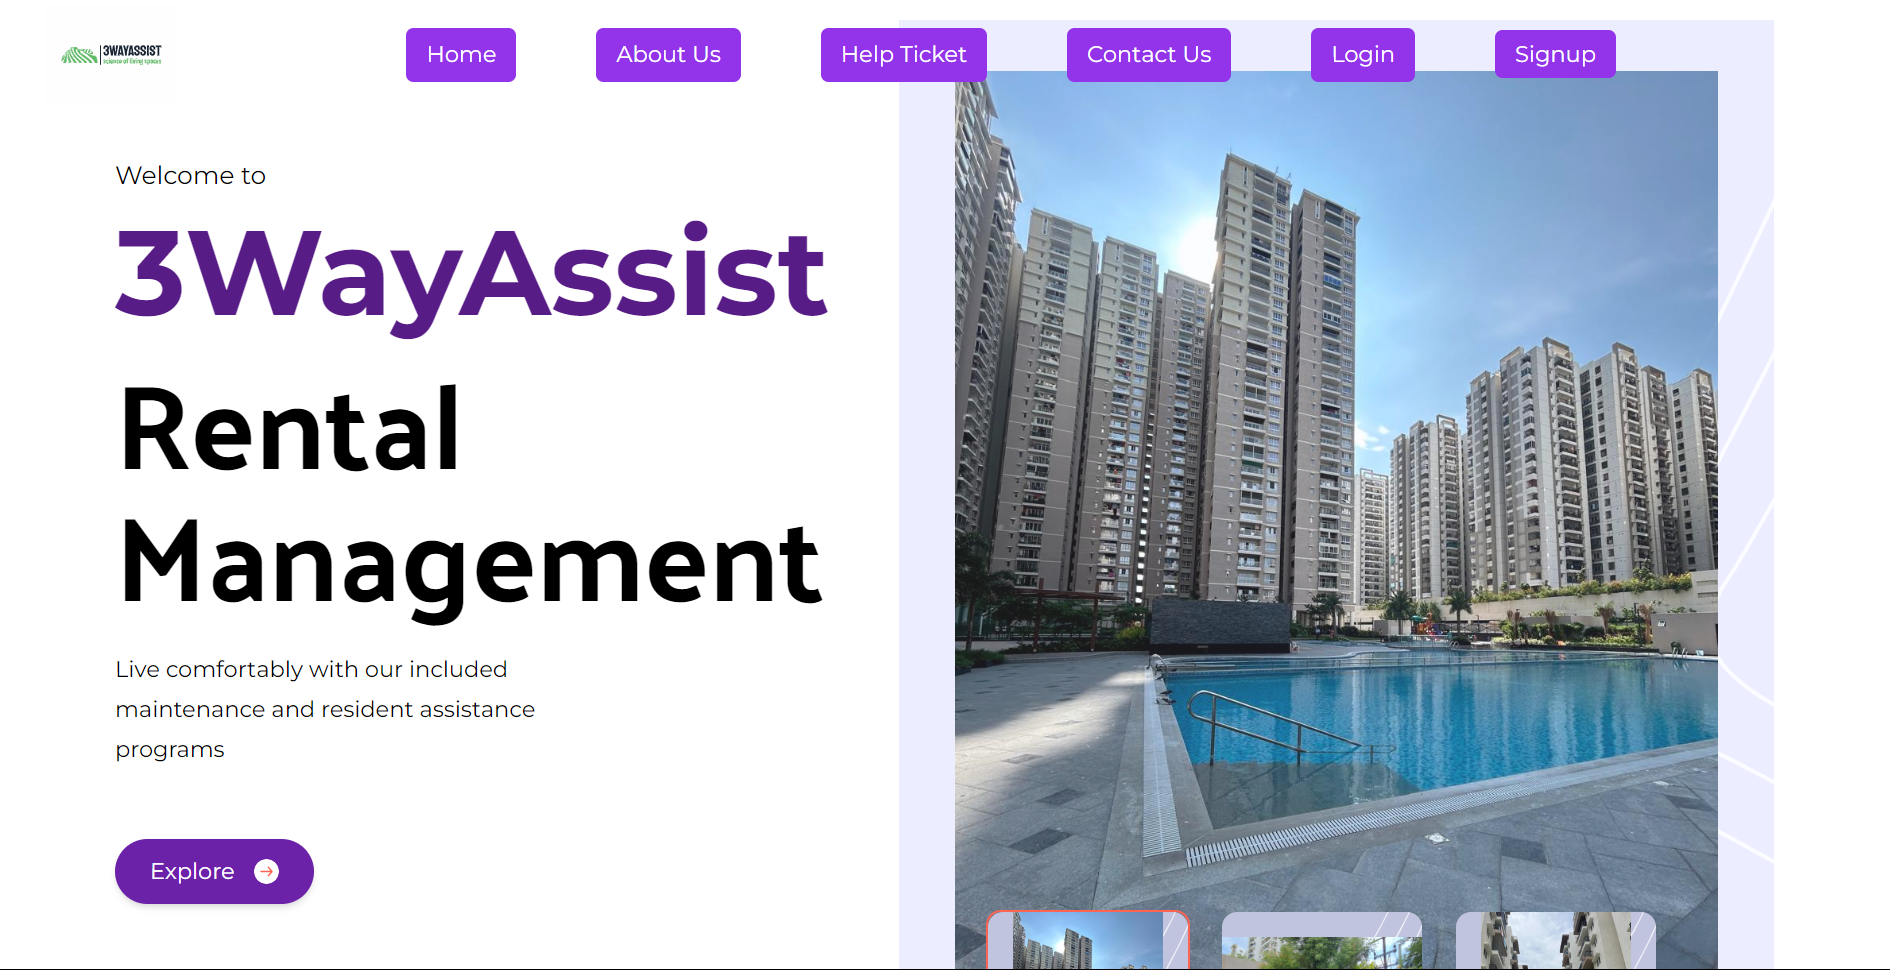 3WAYASSIST
science of living spaces
Home
About Us
Help Ticket
Contact Us
Login
Signup
Welcome to
3WayAssist
Rental
Management
Live comfortably with our included
maintenance and resident assistance
programs
Explore